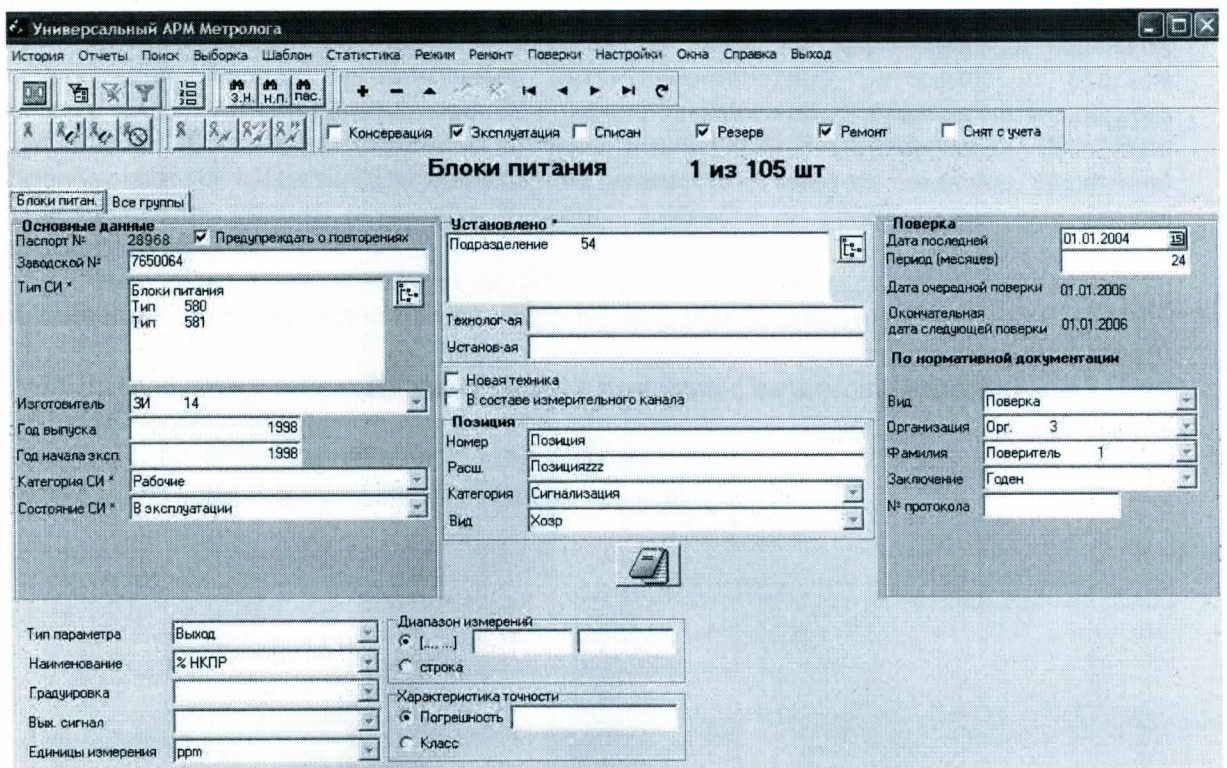 Универсальный АРМ Метролога
История Отчеты Поиск Выборка Шаблон Статистика Режим Ремонт Поверки Настройки Окна Справка Выход
З.Н. Н.П. пас.
Консервация Эксплуатация Списан Резерв Ремонт Снят с учета
Блоки питания 1 из 105 шт
Блоки питан. Все группы
Основные данные
Паспорт № 28968 Предупреждать о повторениях
Заводской № 7650064
Тип СИ * Блоки питания
Тип 580
Тип 581
Изготовитель ЗИ 14
Год выпуска 1998
Год начала эксп. 1998
Категория СИ * Рабочие
Состояние СИ * В эксплуатации
Установлено *
Подразделение 54
Технолог-ая
Установ-ая
Новая техника
В составе измерительного канала
Позиция
Номер Позиция
Расш. Позицияzzz
Категория Сигнализация
Вид Хозр
Поверка
Дата последней 01.01.2004 15
Период (месяцев) 24
Дата очередной поверки 01.01.2006
Окончательная
дата следующей поверки 01.01.2006
По нормативной документации
Вид Поверка
Организация Орг. 3
Фамилия Поверитель 1
Заключение Годен
№ протокола
Тип параметра Выход
Наименование % НКПР
Градуировка
Вых. сигнал
Единицы измерения ppm
Диапазон измерений
[..., ...]
строка
Характеристика точности
Погрешность
Класс